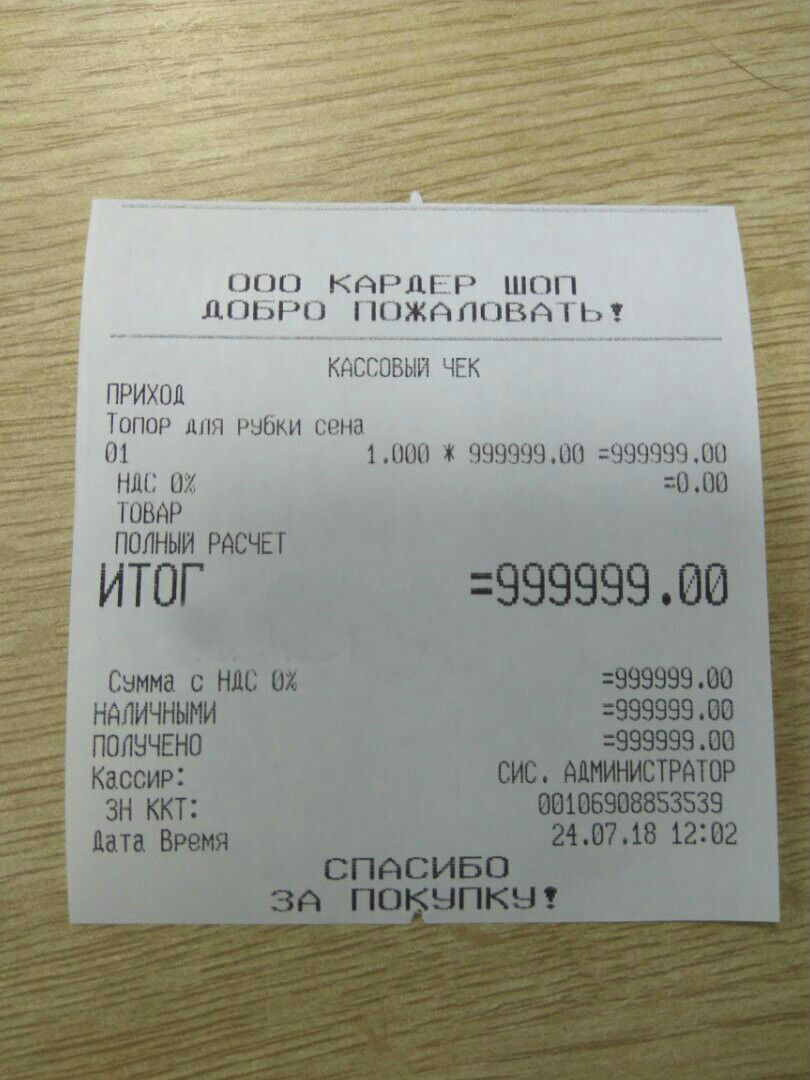 ООО КАРДЕР ШОП
ДОБРО ПОЖАЛОВАТЬ!
КАССОВЫЙ ЧЕК
ПРИХОД
Топор для рубки сена
01 1.000 * 999999.00 =999999.00
НДС 0% =0.00
ТОВАР
ПОЛНЫЙ РАСЧЕТ
ИТОГ =999999.00
Сумма с НДС 0% =999999.00
НАЛИЧНЫМИ =999999.00
ПОЛУЧЕНО =999999.00
Кассир: СИС. АДМИНИСТРАТОР
ЗН ККТ: 00106908853539
Дата Время 24.07.18 12:02
СПАСИБО
ЗА ПОКУПКУ!